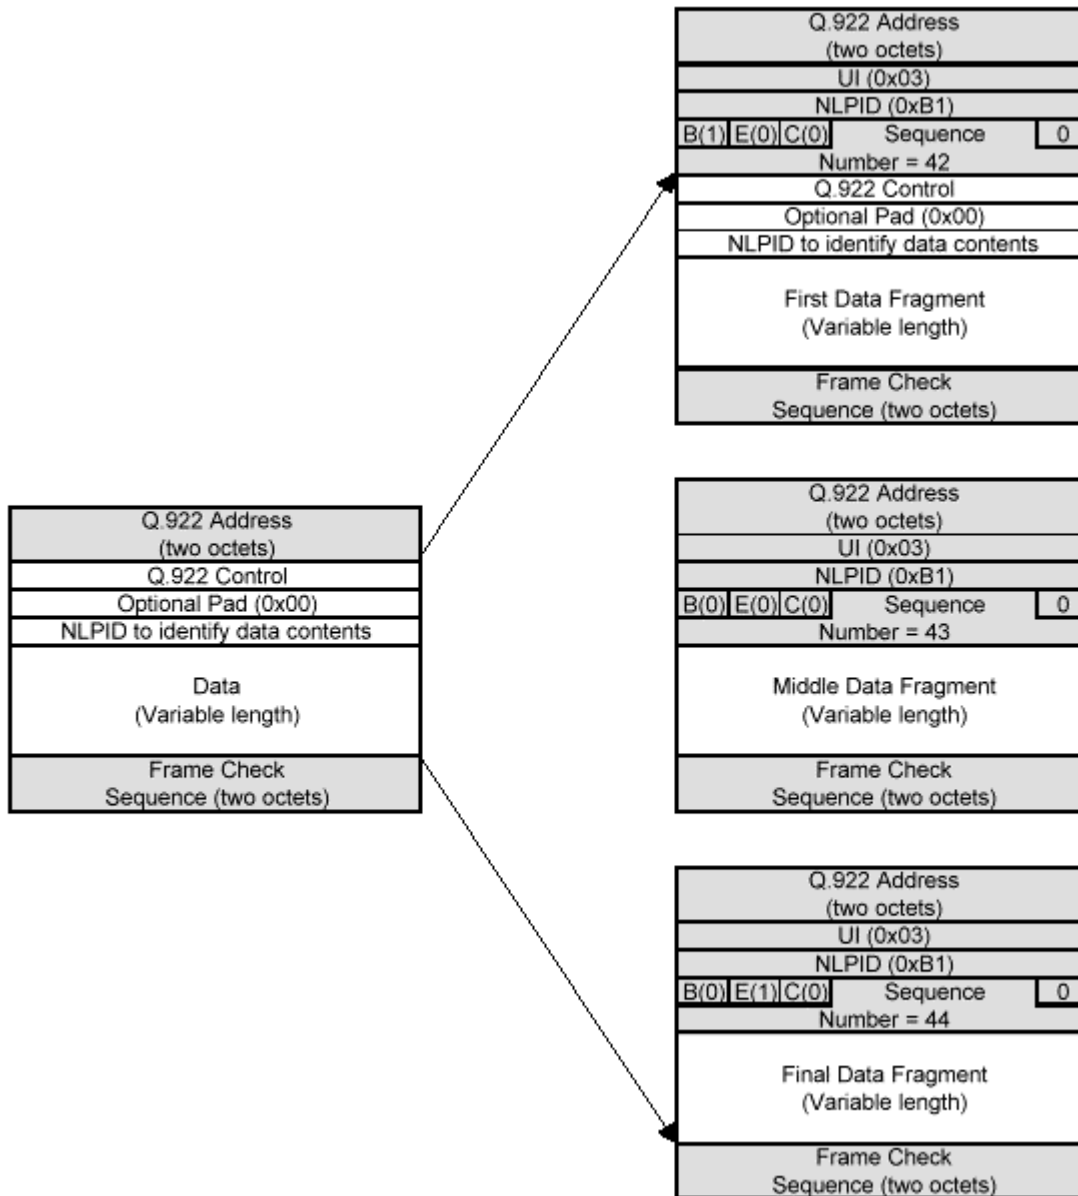 Q.922 Address
(two octets)
UI (0x03)
NLPID (0xB1)
B(1) E(0) C(0) Sequence 0
Number = 42
Q.922 Control
Optional Pad (0x00)
NLPID to identify data contents
First Data Fragment
(Variable length)
Frame Check
Sequence (two octets)
Q.922 Address
(two octets)
Q.922 Control
Optional Pad (0x00)
NLPID to identify data contents
Data
(Variable length)
Frame Check
Sequence (two octets)
Q.922 Address
(two octets)
UI (0x03)
NLPID (0xB1)
B(0) E(0) C(0) Sequence 0
Number = 43
Middle Data Fragment
(Variable length)
Frame Check
Sequence (two octets)
Q.922 Address
(two octets)
UI (0x03)
NLPID (0xB1)
B(0) E(1) C(0) Sequence 0
Number = 44
Final Data Fragment
(Variable length)
Frame Check
Sequence (two octets)